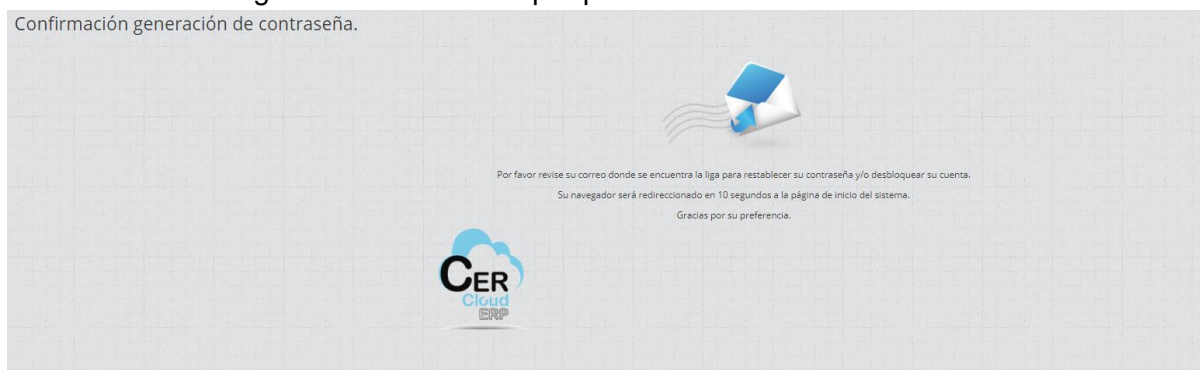 Confirmación generación de contraseña.
Por favor revise su correo donde se encuentra la liga para restablecer su contraseña y/o desbloquear su cuenta.
Su navegador será redireccionado en 10 segundos a la página de inicio del sistema.
Gracias por su preferencia.
CER
Cloud
ERP